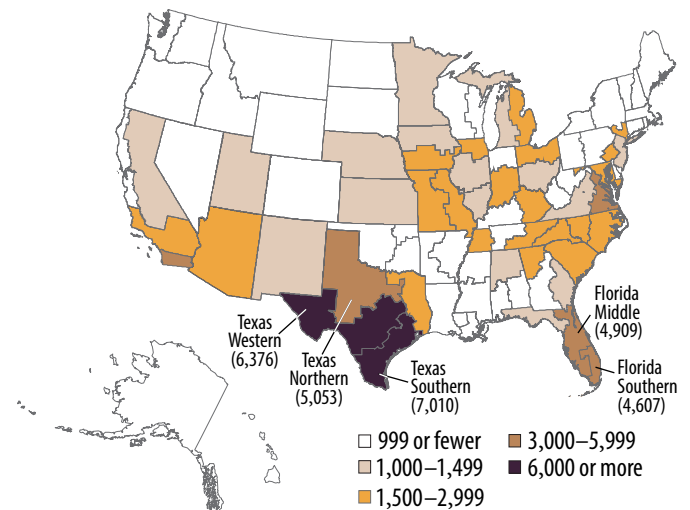 Texas
Western
(6,376)
Texas
Northern
(5,053)
Texas
Southern
(7,010)
Florida
Middle
(4,909)
Florida
Southern
(4,607)
999 or fewer
1,000–1,499
1,500–2,999
3,000–5,999
6,000 or more